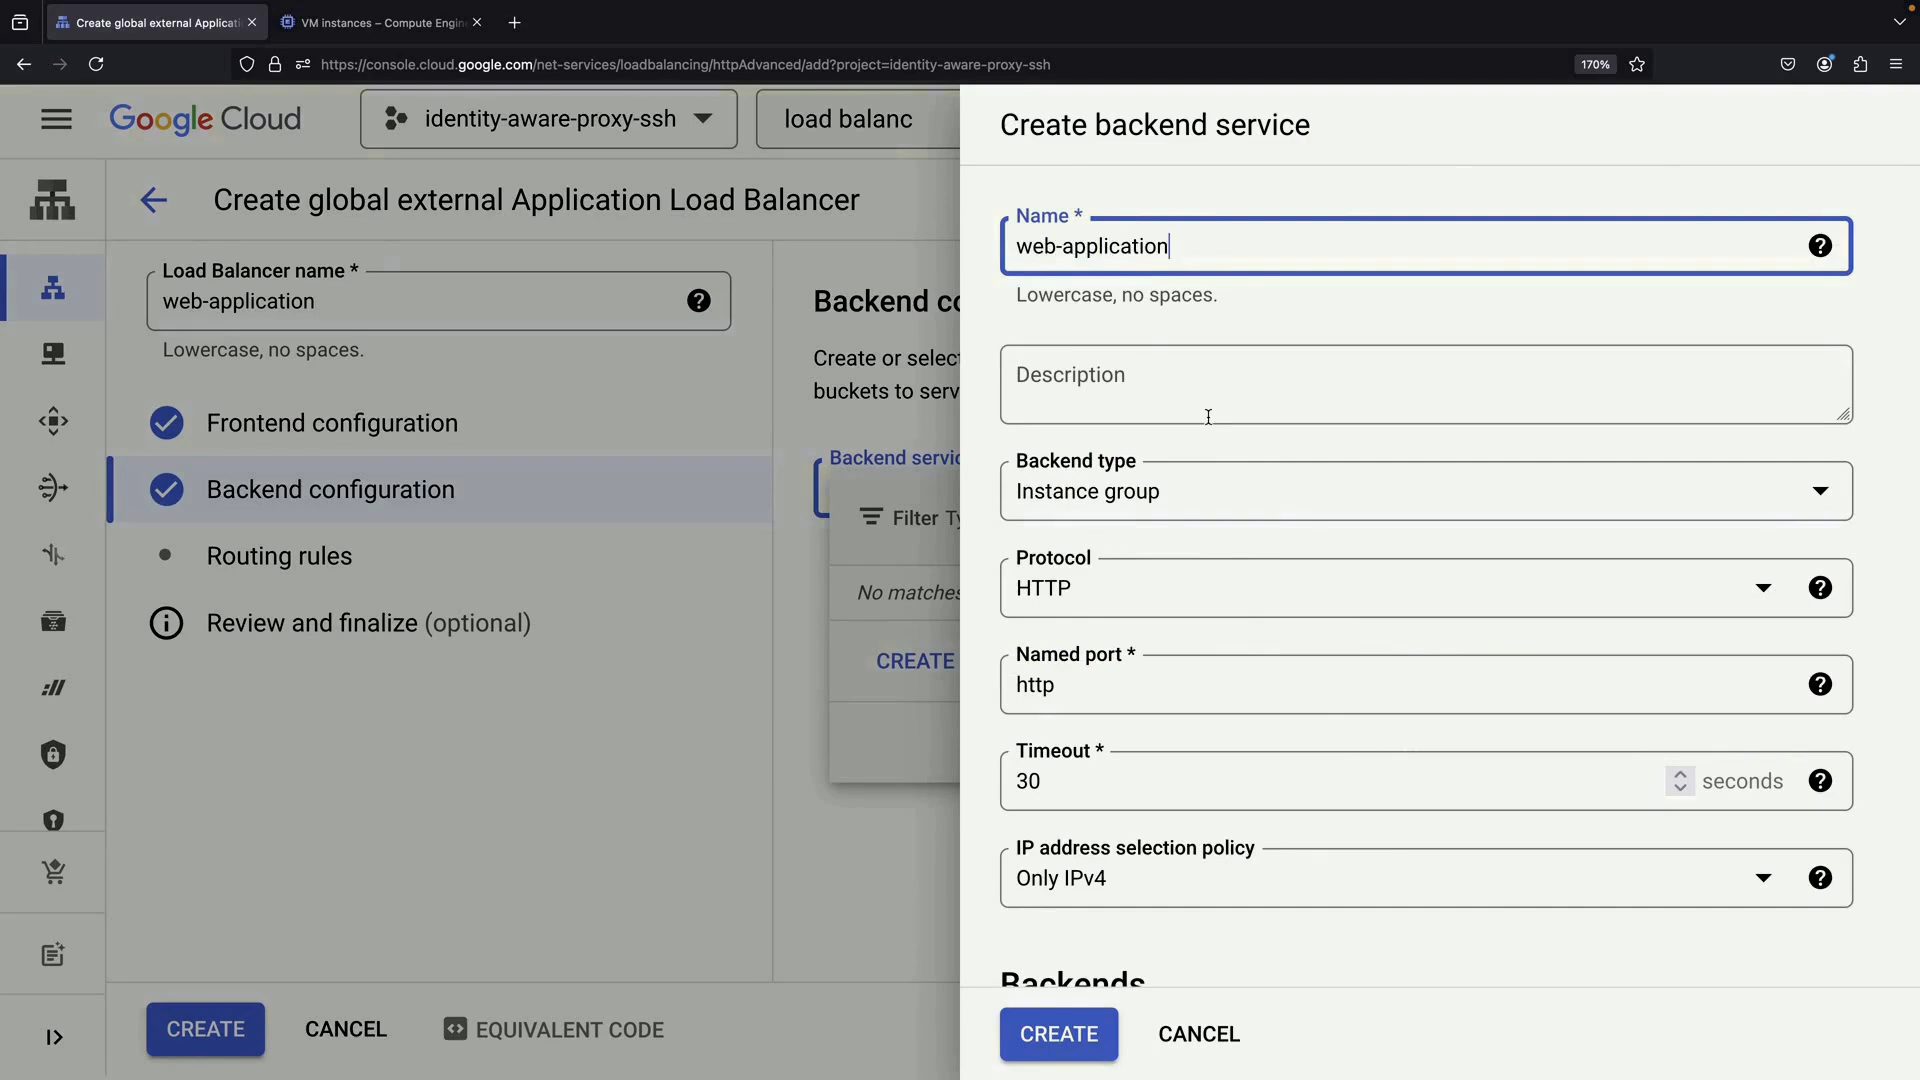 Create global external Applicati
VM instances – Compute Engin
https://console.cloud.google.com/net-services/loadbalancing/httpAdvanced/add?project=identity-aware-proxy-ssh
170%
Google Cloud
identity-aware-proxy-ssh
load balanc
Create global external Application Load Balancer
Load Balancer name *
web-application
Lowercase, no spaces.
Frontend configuration
Backend configuration
Routing rules
Review and finalize (optional)
Backend co
Create or selec
buckets to serv
Backend servic
Filter Ty
No matches
CREATE
CREATE
CANCEL
EQUIVALENT CODE
Create backend service
Name *
web-application
Lowercase, no spaces.
Description
Backend type
Instance group
Protocol
HTTP
Named port *
http
Timeout *
30
seconds
IP address selection policy
Only IPv4
Backends
CREATE
CANCEL